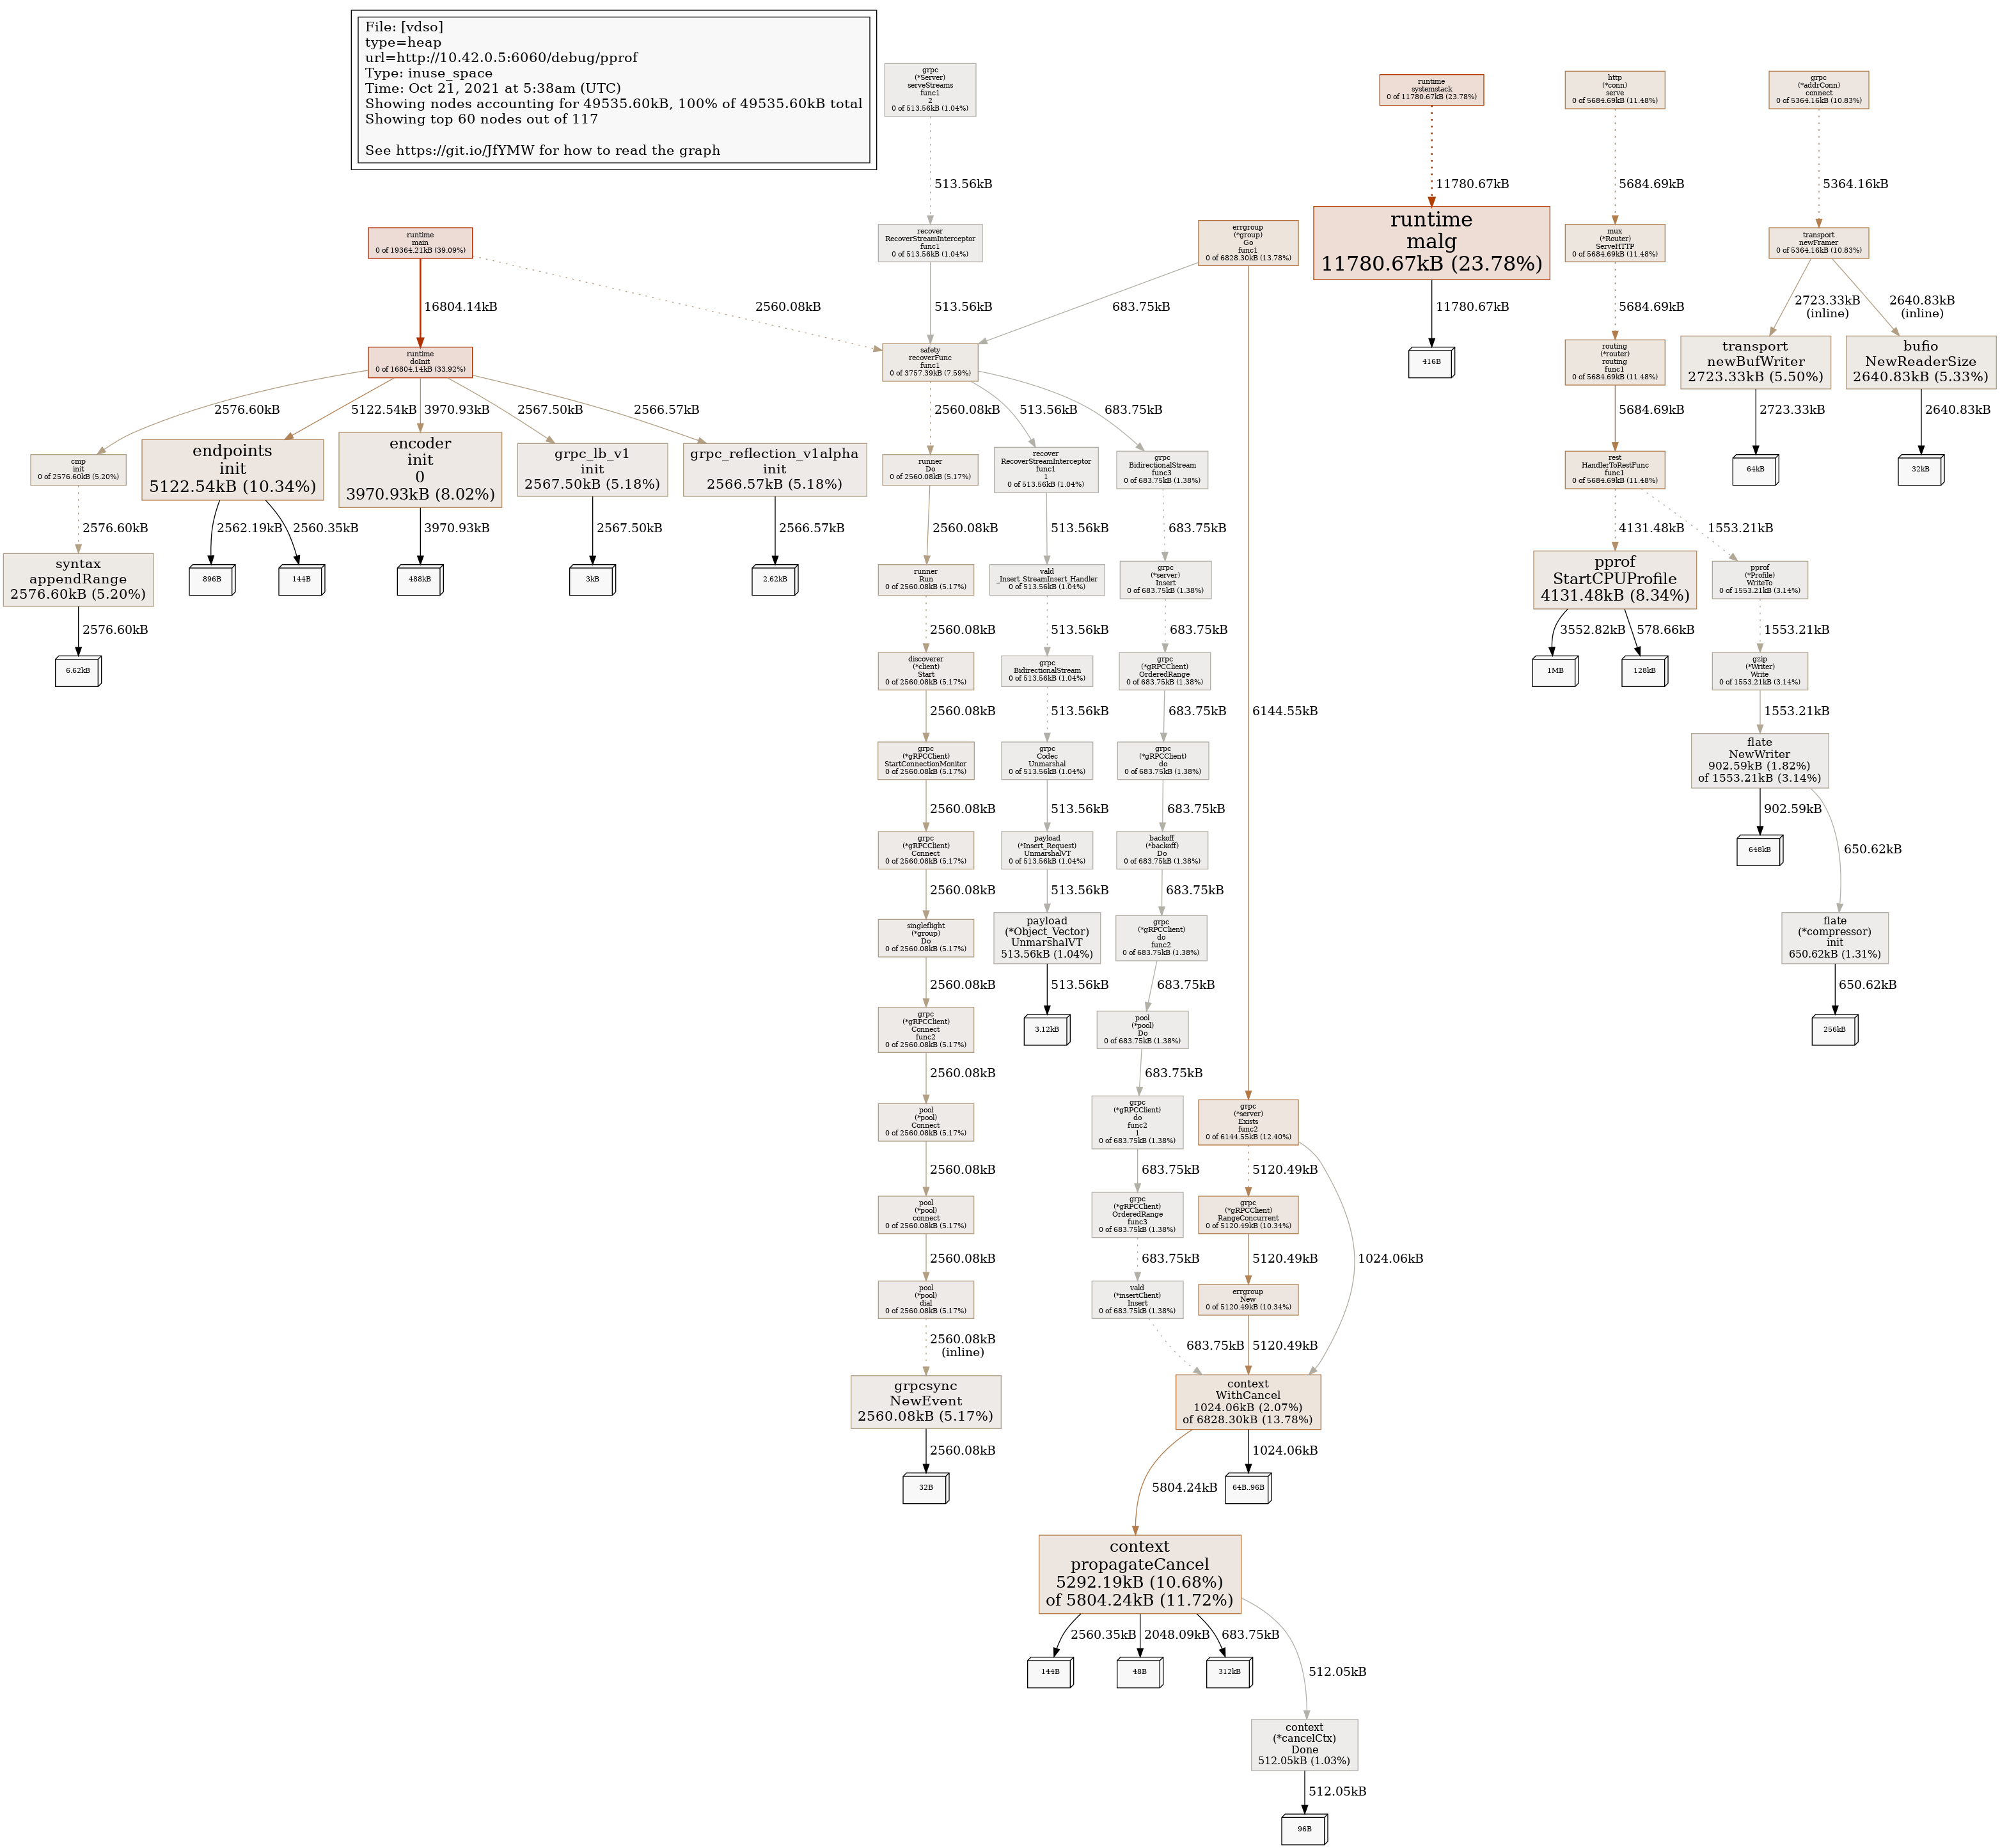 File: [vdso]
type=heap
url=http://10.42.0.5:6060/debug/pprof
Type: inuse_space
Time: Oct 21, 2021 at 5:38am (UTC)
Showing nodes accounting for 49535.60kB, 100% of 49535.60kB total
Showing top 60 nodes out of 117
See https://git.io/JfYMW for how to read the graph
grpc
(*Server)
serveStreams
func1
2
0 of 513.56kB (1.04%)
runtime
systemstack
0 of 11780.67kB (23.78%)
http
(*conn)
serve
0 of 5684.69kB (11.48%)
grpc
(*addrConn)
connect
0 of 5364.16kB (10.83%)
513.56kB
11780.67kB
5684.69kB
5364.16kB
runtime
main
0 of 19364.21kB (39.09%)
recover
RecoverStreamInterceptor
func1
0 of 513.56kB (1.04%)
errgroup
(*group)
Go
func1
0 of 6828.30kB (13.78%)
runtime
malg
11780.67kB (23.78%)
mux
(*Router)
ServeHTTP
0 of 5684.69kB (11.48%)
transport
newFramer
0 of 5364.16kB (10.83%)
16804.14kB
2560.08kB
513.56kB
683.75kB
11780.67kB
5684.69kB
2723.33kB
(inline)
2640.83kB
(inline)
runtime
doInit
0 of 16804.14kB (33.92%)
safety
recoverFunc
func1
0 of 3757.39kB (7.59%)
416B
routing
(*router)
routing
func1
0 of 5684.69kB (11.48%)
transport
newBufWriter
2723.33kB (5.50%)
bufio
NewReaderSize
2640.83kB (5.33%)
2576.60kB
5122.54kB
3970.93kB
2567.50kB
2566.57kB
2560.08kB
513.56kB
683.75kB
5684.69kB
2723.33kB
2640.83kB
cmp
init
0 of 2576.60kB (5.20%)
endpoints
init
5122.54kB (10.34%)
encoder
init
0
3970.93kB (8.02%)
grpc_lb_v1
init
2567.50kB (5.18%)
grpc_reflection_v1alpha
init
2566.57kB (5.18%)
runner
Do
0 of 2560.08kB (5.17%)
recover
RecoverStreamInterceptor
func1
1
0 of 513.56kB (1.04%)
grpc
BidirectionalStream
func3
0 of 683.75kB (1.38%)
rest
HandlerToRestFunc
func1
0 of 5684.69kB (11.48%)
64kB
32kB
2576.60kB
2562.19kB
2560.35kB
3970.93kB
2567.50kB
2566.57kB
2560.08kB
513.56kB
683.75kB
4131.48kB
1553.21kB
syntax
appendRange
2576.60kB (5.20%)
896B
144B
488kB
3kB
2.62kB
runner
Run
0 of 2560.08kB (5.17%)
vald
_Insert_StreamInsert_Handler
0 of 513.56kB (1.04%)
grpc
(*server)
Insert
0 of 683.75kB (1.38%)
pprof
StartCPUProfile
4131.48kB (8.34%)
pprof
(*Profile)
WriteTo
0 of 1553.21kB (3.14%)
2576.60kB
2560.08kB
513.56kB
683.75kB
3552.82kB
578.66kB
1553.21kB
6.62kB
discoverer
(*client)
Start
0 of 2560.08kB (5.17%)
grpc
BidirectionalStream
0 of 513.56kB (1.04%)
grpc
(*gRPCClient)
OrderedRange
0 of 683.75kB (1.38%)
1MB
128kB
gzip
(*Writer)
Write
0 of 1553.21kB (3.14%)
2560.08kB
513.56kB
683.75kB
6144.55kB
1553.21kB
grpc
(*gRPCClient)
StartConnectionMonitor
0 of 2560.08kB (5.17%)
grpc
Codec
Unmarshal
0 of 513.56kB (1.04%)
grpc
(*gRPCClient)
do
0 of 683.75kB (1.38%)
flate
NewWriter
902.59kB (1.82%)
of 1553.21kB (3.14%)
2560.08kB
513.56kB
683.75kB
902.59kB
650.62kB
grpc
(*gRPCClient)
Connect
0 of 2560.08kB (5.17%)
payload
(*Insert_Request)
UnmarshalVT
0 of 513.56kB (1.04%)
backoff
(*backoff)
Do
0 of 683.75kB (1.38%)
648kB
2560.08kB
513.56kB
683.75kB
singleflight
(*group)
Do
0 of 2560.08kB (5.17%)
payload
(*Object_Vector)
UnmarshalVT
513.56kB (1.04%)
grpc
(*gRPCClient)
do
func2
0 of 683.75kB (1.38%)
flate
(*compressor)
init
650.62kB (1.31%)
2560.08kB
513.56kB
683.75kB
650.62kB
grpc
(*gRPCClient)
Connect
func2
0 of 2560.08kB (5.17%)
3.12kB
pool
(*pool)
Do
0 of 683.75kB (1.38%)
256kB
2560.08kB
683.75kB
pool
(*pool)
Connect
0 of 2560.08kB (5.17%)
grpc
(*gRPCClient)
do
func2
1
0 of 683.75kB (1.38%)
grpc
(*server)
Exists
func2
0 of 6144.55kB (12.40%)
2560.08kB
683.75kB
5120.49kB
pool
(*pool)
connect
0 of 2560.08kB (5.17%)
grpc
(*gRPCClient)
OrderedRange
func3
0 of 683.75kB (1.38%)
grpc
(*gRPCClient)
RangeConcurrent
0 of 5120.49kB (10.34%)
2560.08kB
683.75kB
5120.49kB
1024.06kB
pool
(*pool)
dial
0 of 2560.08kB (5.17%)
vald
(*insertClient)
Insert
0 of 683.75kB (1.38%)
errgroup
New
0 of 5120.49kB (10.34%)
2560.08kB
(inline)
683.75kB
5120.49kB
grpcsync
NewEvent
2560.08kB (5.17%)
context
WithCancel
1024.06kB (2.07%)
of 6828.30kB (13.78%)
2560.08kB
1024.06kB
32B
5804.24kB
64B..96B
context
propagateCancel
5292.19kB (10.68%)
of 5804.24kB (11.72%)
2560.35kB
2048.09kB
683.75kB
512.05kB
144B
48B
312kB
context
(*cancelCtx)
Done
512.05kB (1.03%)
512.05kB
96B